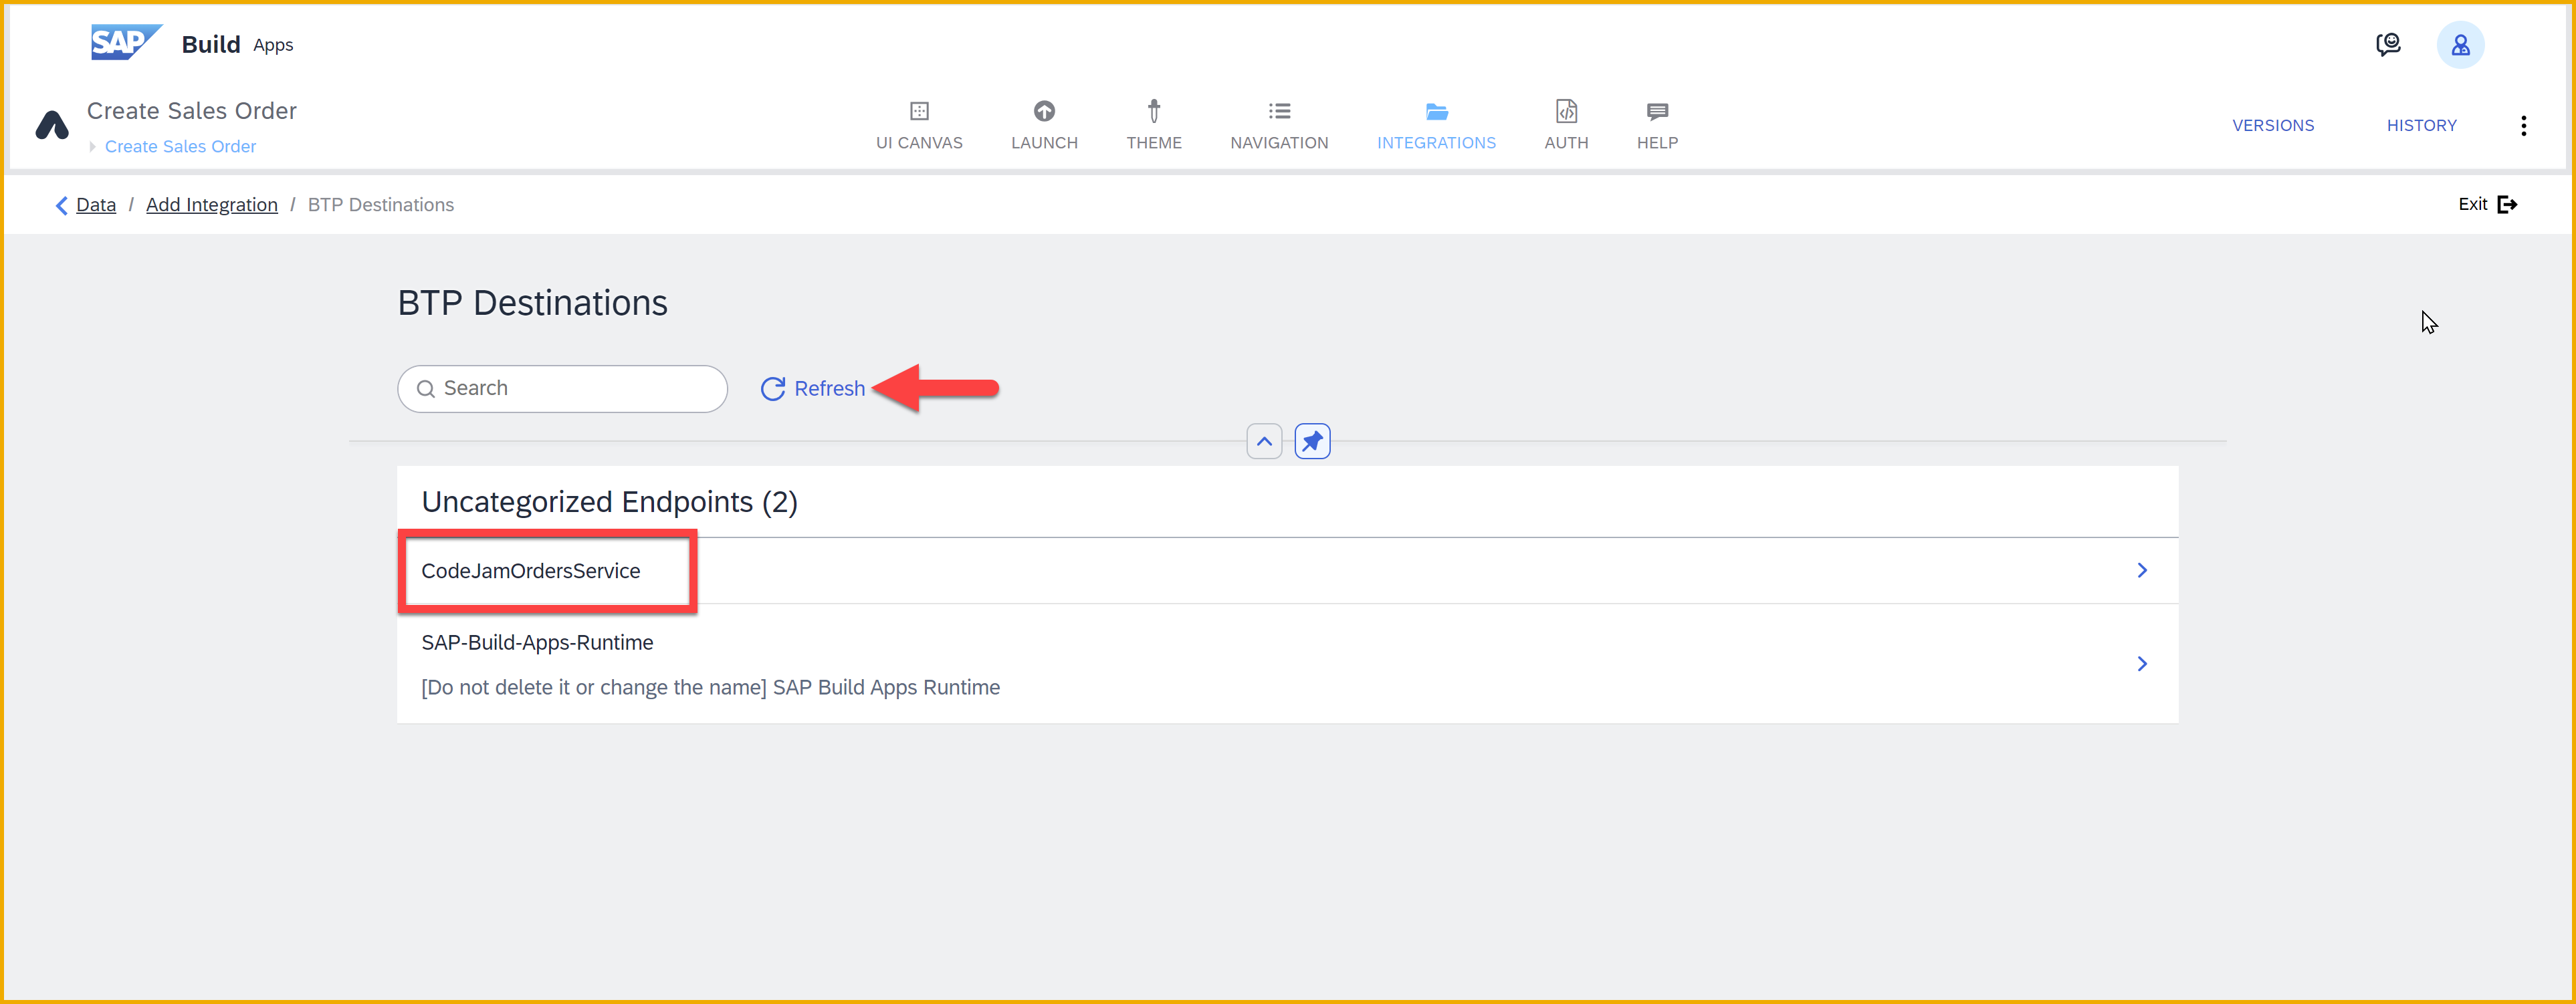 SAP Build Apps
Create Sales Order
Create Sales Order
UI CANVAS
LAUNCH
THEME
NAVIGATION
INTEGRATIONS
AUTH
HELP
VERSIONS
HISTORY
Data / Add Integration / BTP Destinations
Exit
BTP Destinations
Search
Refresh
Uncategorized Endpoints (2)
CodeJamOrdersService
SAP-Build-Apps-Runtime
[Do not delete it or change the name] SAP Build Apps Runtime